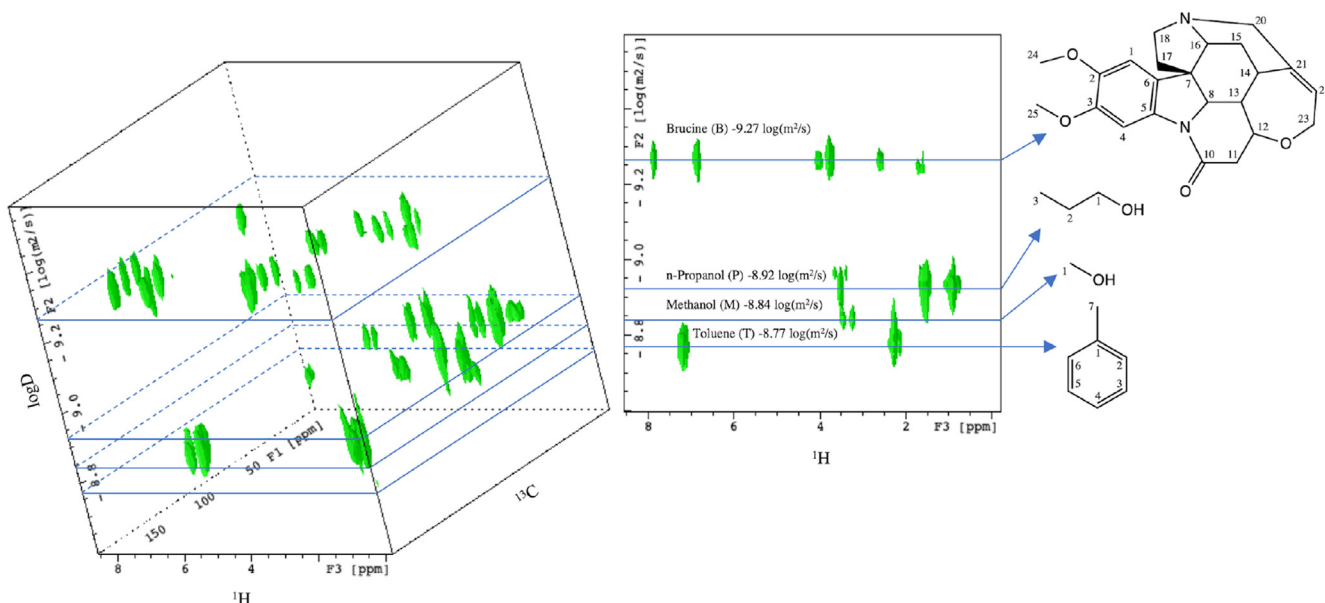 logD
F2 [log(m2/s)]
- 9.2
- 9.0
- 8.8
50 F1 [ppm]
100
150
¹³C
8
6
4
F3 [ppm]
¹H
F2 [log(m2/s)]
- 9.2
- 9.0
- 8.8
Brucine (B) -9.27 log(m²/s)
n-Propanol (P) -8.92 log(m²/s)
Methanol (M) -8.84 log(m²/s)
Toluene (T) -8.77 log(m²/s)
8
6
4
2
F3 [ppm]
¹H
N
20
18
15
16
17
24
O
1
21
14
2
6
7
2
8
13
25
O
3
5
23
4
N
12
O
10
11
O
3
1
2
OH
1
OH
7
1
6
2
5
3
4